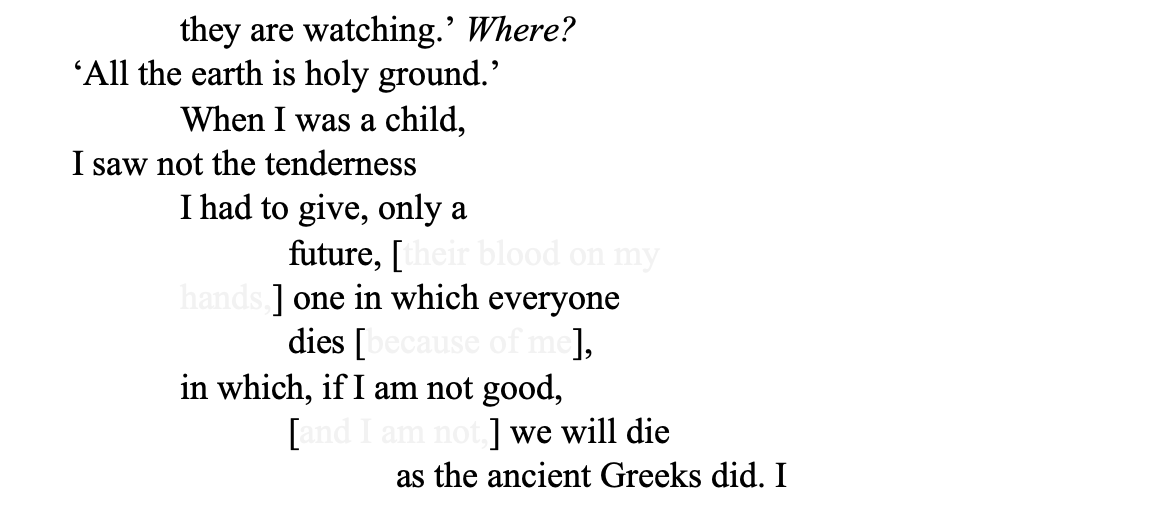 they are watching.’ Where?
‘All the earth is holy ground.’
When I was a child,
I saw not the tenderness
I had to give, only a
future, [their blood on my
hands,] one in which everyone
dies [because of me],
in which, if I am not good,
[and I am not,] we will die
as the ancient Greeks did. I